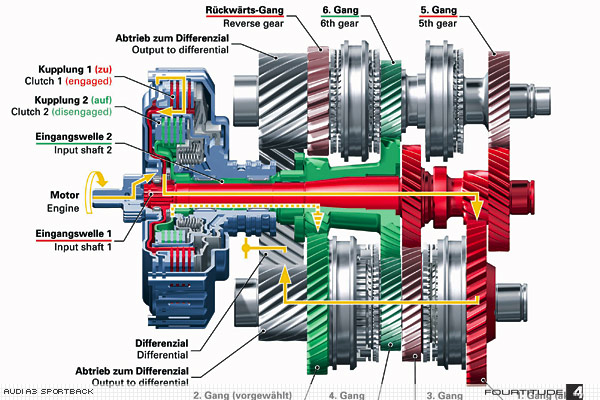 Rückwärts-Gang
Reverse gear
6. Gang
6th gear
5. Gang
5th gear
Abtrieb zum Differenzial
Output to differential
Kupplung 1 (zu)
Clutch 1 (engaged)
Kupplung 2 (auf)
Clutch 2 (disengaged)
Eingangswelle 2
Input shaft 2
Motor
Engine
Eingangswelle 1
Input shaft 1
Differenzial
Differential
Abtrieb zum Differenzial
Output to differential
2. Gang (vorgewählt)
4. Gang
3. Gang
1. Gang
AUDI A3 SPORTBACK
FOURTITUDE 4